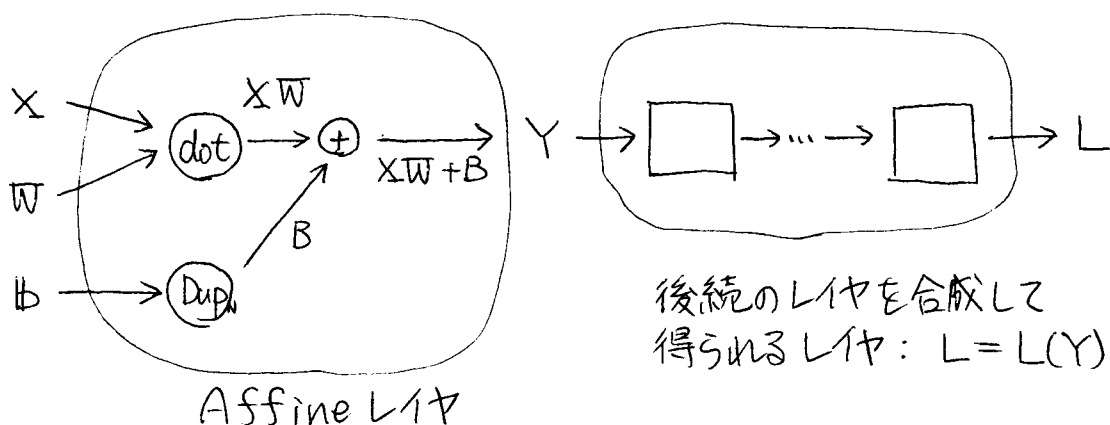 X
W
b
dot
XW
+
XW+B
B
Dup_N
Affineレイヤ
Y
...
L
後続のレイヤを合成して
得られるレイヤ: L=L(Y)